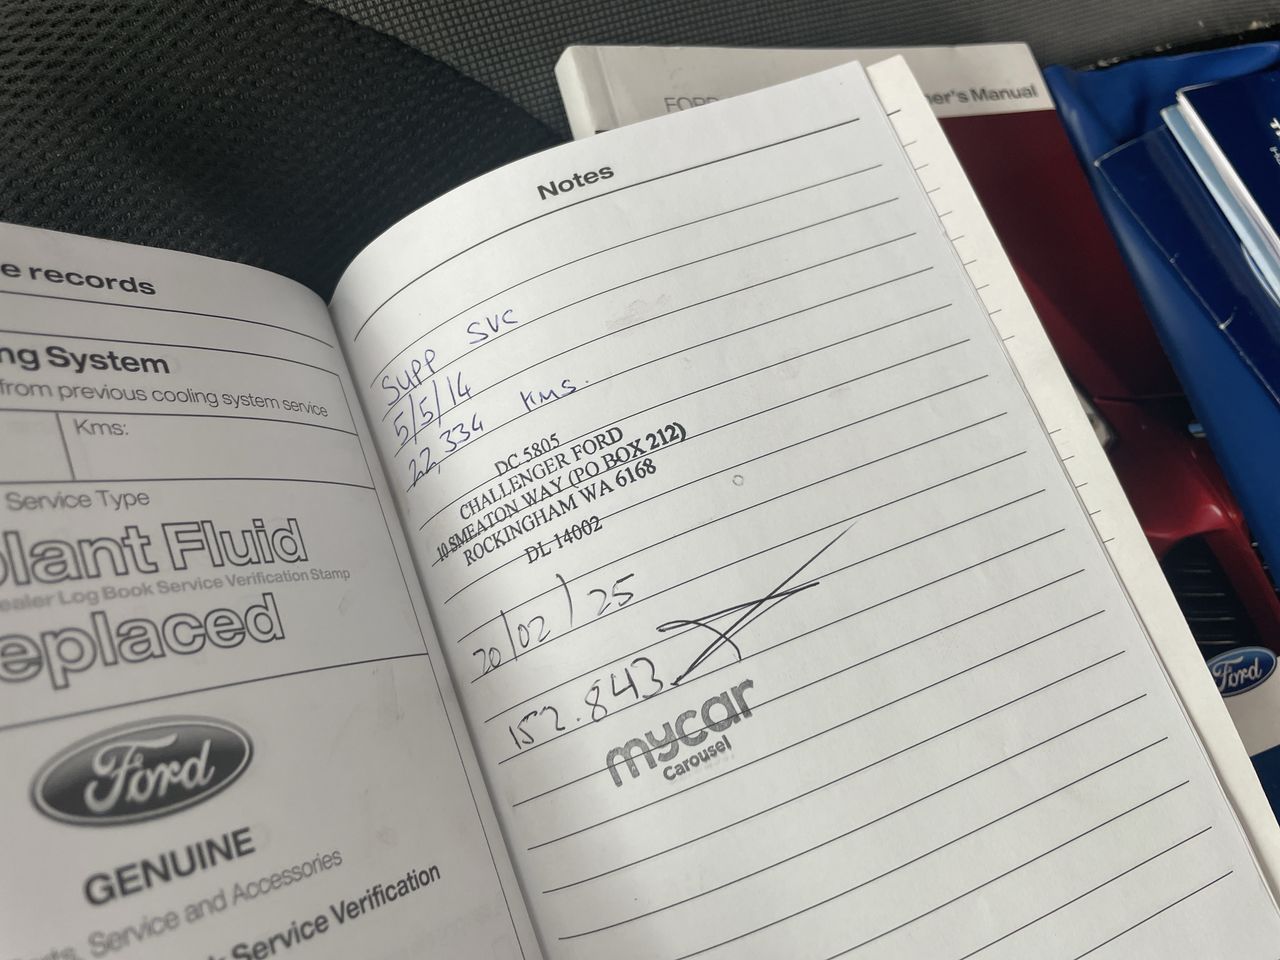 e records
ng System
from previous cooling system service
Kms:
Service Type
olant Fluid
ealer Log Book Service Verification Stamp
eplaced
Ford
GENUINE
rts, Service and Accessories
k Service Verification
Notes
SUPP SVC
5/5/14
22,334 Kms.
DC 5805
CHALLENGER FORD
10 SMEATON WAY (PO BOX 212)
ROCKINGHAM WA 6168
DL 14002
20/02/25
152.843
mycar
Carousel
FORD
er's Manual
Ford